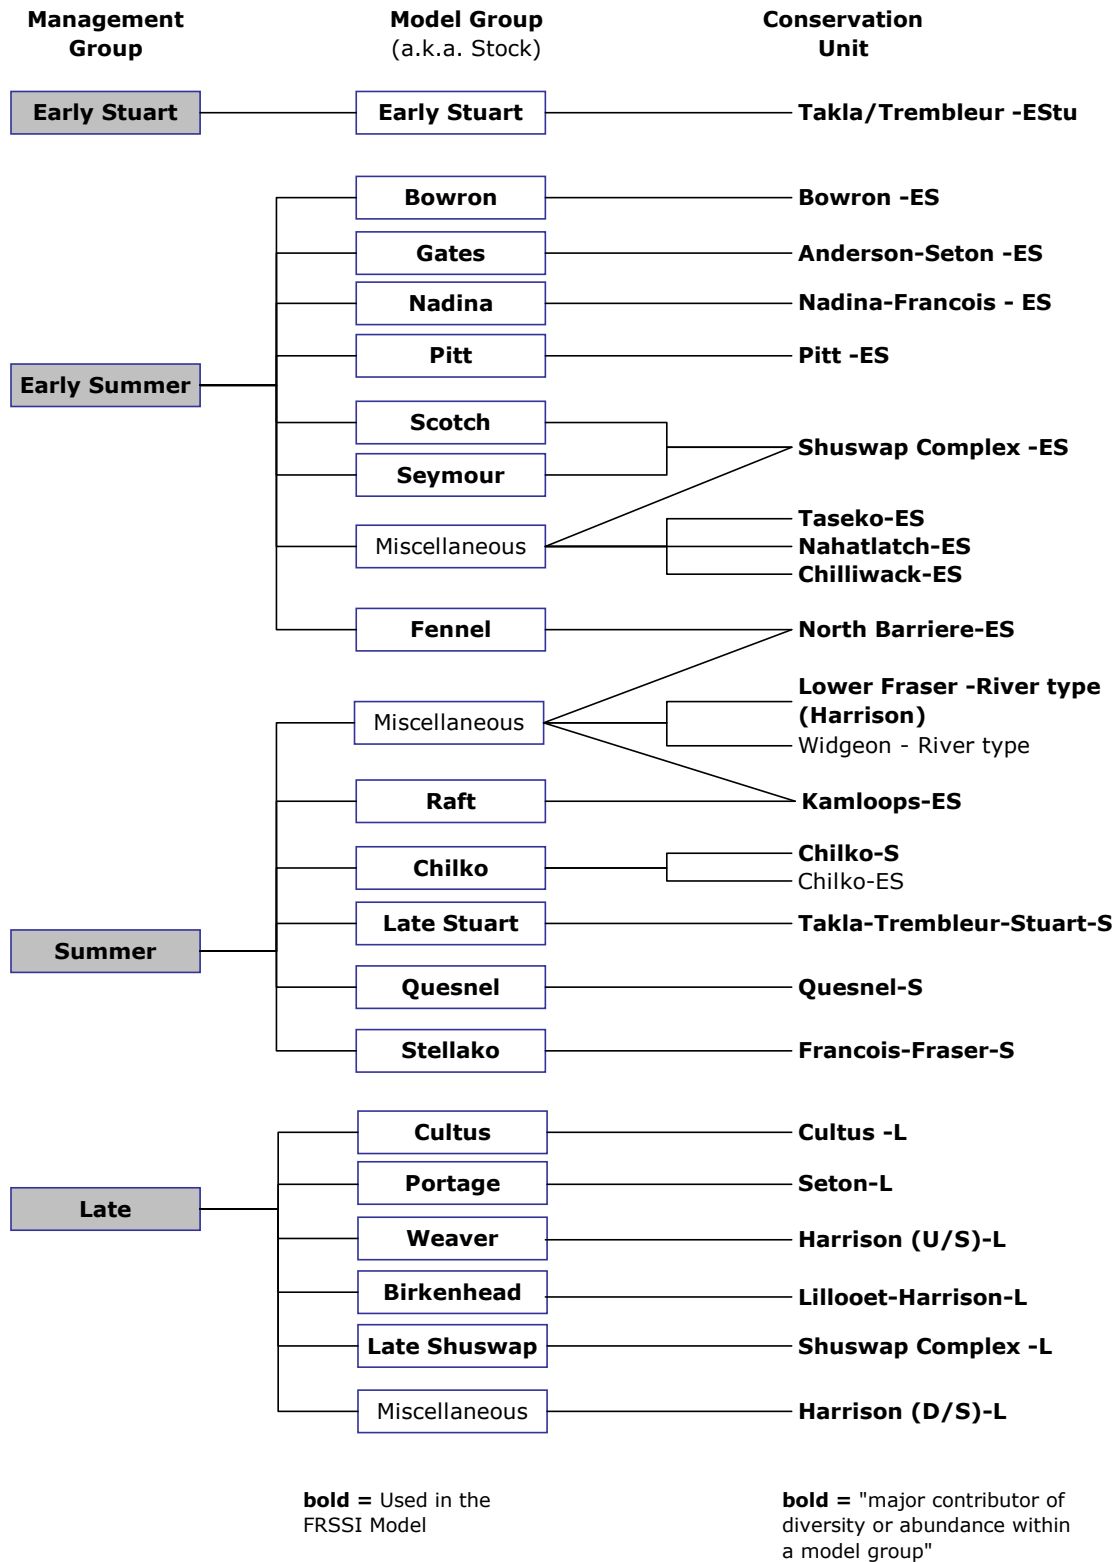 Management
Group
Model Group
(a.k.a. Stock)
Conservation
Unit
Early Stuart
Early Stuart
Takla/Trembleur -EStu
Early Summer
Bowron
Bowron -ES
Gates
Anderson-Seton -ES
Nadina
Nadina-Francois - ES
Pitt
Pitt -ES
Scotch
Seymour
Shuswap Complex -ES
Miscellaneous
Taseko-ES
Nahatlatch-ES
Chilliwack-ES
Fennel
North Barriere-ES
Summer
Miscellaneous
Lower Fraser -River type
(Harrison)
Widgeon - River type
Raft
Kamloops-ES
Chilko
Chilko-S
Chilko-ES
Late Stuart
Takla-Trembleur-Stuart-S
Quesnel
Quesnel-S
Stellako
Francois-Fraser-S
Late
Cultus
Cultus -L
Portage
Seton-L
Weaver
Harrison (U/S)-L
Birkenhead
Lillooet-Harrison-L
Late Shuswap
Shuswap Complex -L
Miscellaneous
Harrison (D/S)-L
bold = Used in the
FRSSI Model
bold = "major contributor of
diversity or abundance within
a model group"